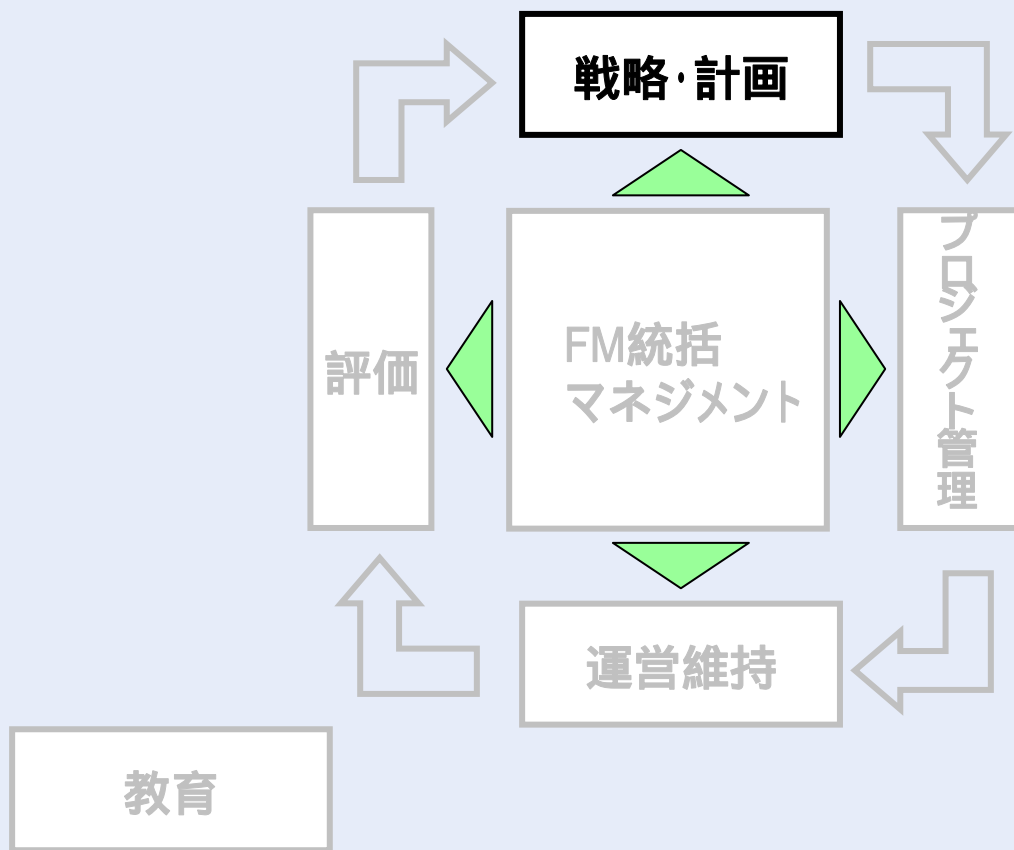 戦略・計画
評価
FM統括
マネジメント
プロジェクト管理
運営維持
教育